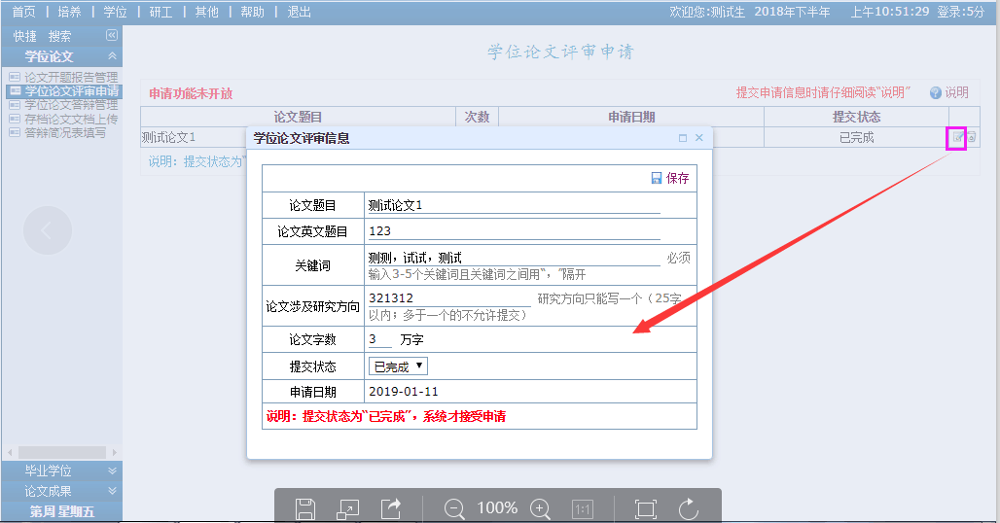 首页 | 培养 | 学位 | 研工 | 其他 | 帮助 | 退出
欢迎您:测试生 2018年下半年 上午10:51:29 登录:5分
快捷 搜索
学位论文
论文开题报告管理
学位论文评审申请
学位论文答辩管理
存档论文文档上传
答辩简况表填写
毕业学位
论文成果
第周 星期五
学位论文评审申请
申请功能未开放
提交申请信息时请仔细阅读“说明” 说明
论文题目 次数 申请日期 提交状态
测试论文1 已完成
说明：提交状态为“
学位论文评审信息
保存
论文题目 测试论文1
论文英文题目 123
关键词 测测，试试，测试 必须
输入3-5个关键词且关键词之间用“，”隔开
论文涉及研究方向 321312 研究方向只能写一个（25字
以内；多于一个的不允许提交）
论文字数 3 万字
提交状态 已完成
申请日期 2019-01-11
说明：提交状态为“已完成”，系统才接受申请
100% 1:1